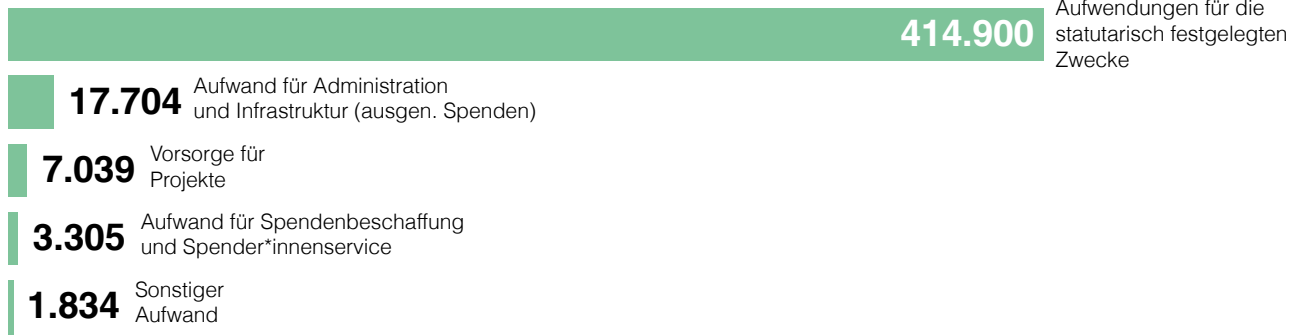 414.900
Aufwendungen für die
statutarisch festgelegten
Zwecke
17.704
Aufwand für Administration
und Infrastruktur (ausgen. Spenden)
7.039
Vorsorge für
Projekte
3.305
Aufwand für Spendenbeschaffung
und Spender*innenservice
1.834
Sonstiger
Aufwand